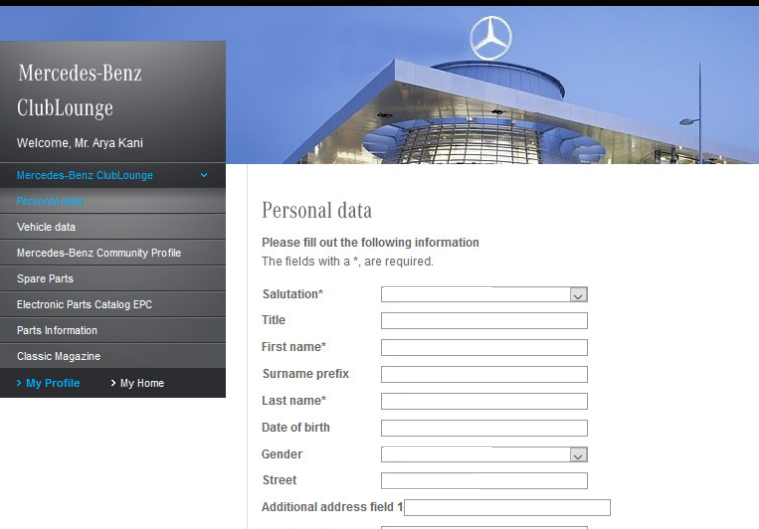 Mercedes-Benz
ClubLounge
Welcome, Mr. Arya Kani
Mercedes-Benz ClubLounge
Personal data
Vehicle data
Mercedes-Benz Community Profile
Spare Parts
Electronic Parts Catalog EPC
Parts Information
Classic Magazine
> My Profile > My Home
Personal data
Please fill out the following information
The fields with a *, are required.
Salutation*
Title
First name*
Surname prefix
Last name*
Date of birth
Gender
Street
Additional address field 1